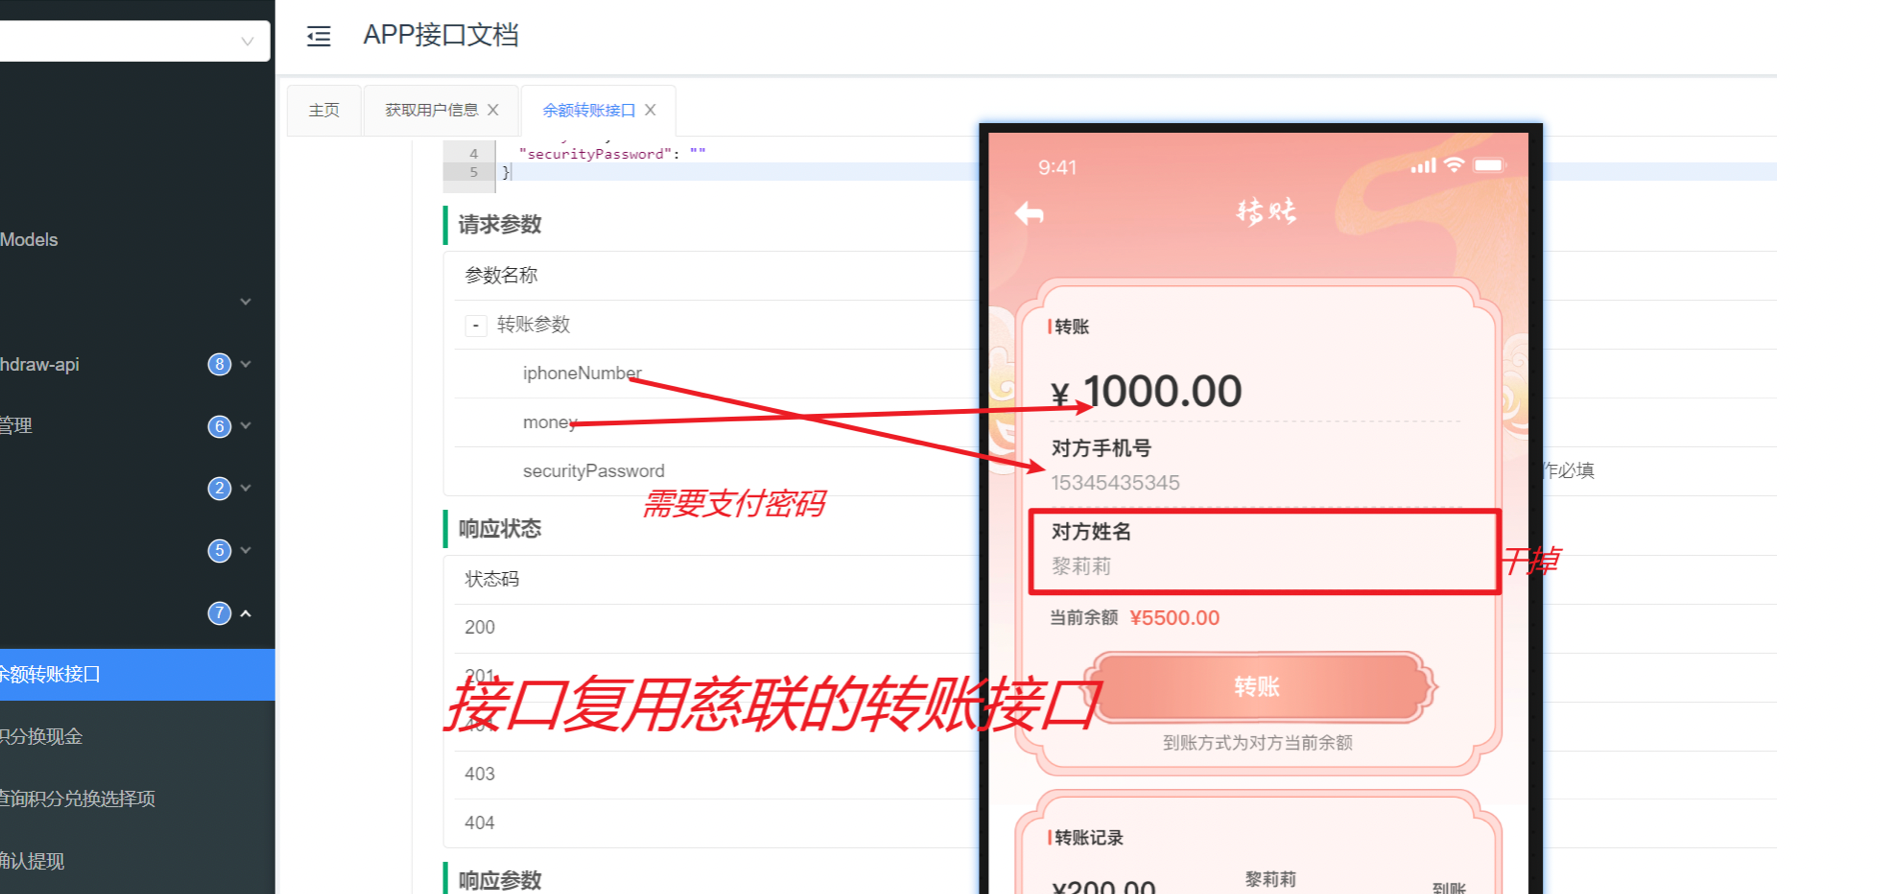 APP接口文档
主页
获取用户信息
余额转账接口
4 "securityPassword": ""
5 }
请求参数
参数名称
- 转账参数
iphoneNumber
money
securityPassword
作必填
需要支付密码
响应状态
状态码
200
201
401
403
404
响应参数
接口复用慈联的转账接口
Models
hdraw-api 8
管理 6
2
5
7
余额转账接口
积分换现金
查询积分兑换选择项
确认提现
9:41
转账
转账
¥ 1000.00
对方手机号
15345435345
对方姓名
黎莉莉
干掉
当前余额 ¥5500.00
转账
到账方式为对方当前余额
转账记录
¥200.00
黎莉莉
到账